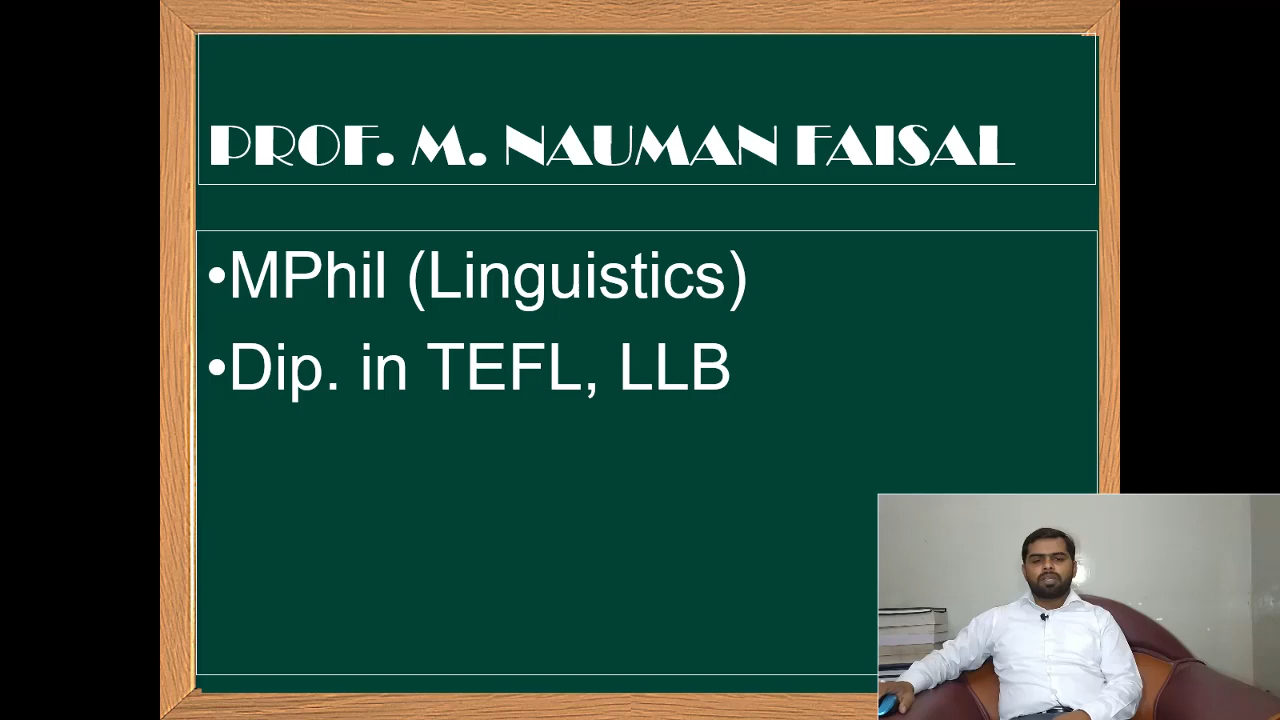 PROF. M. NAUMAN FAISAL
•MPhil (Linguistics)
•Dip. in TEFL, LLB